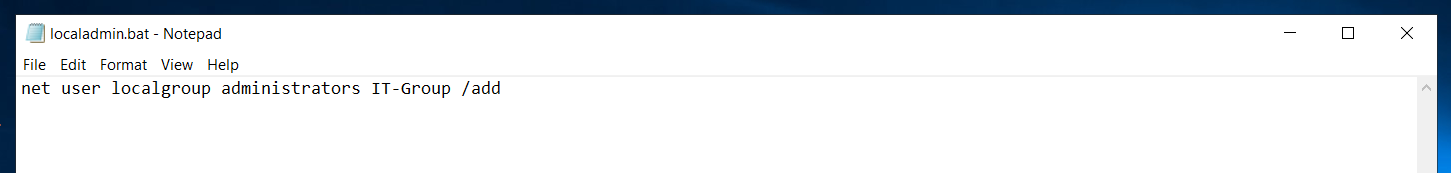 localadmin.bat - Notepad
File Edit Format View Help
net user localgroup administrators IT-Group /add